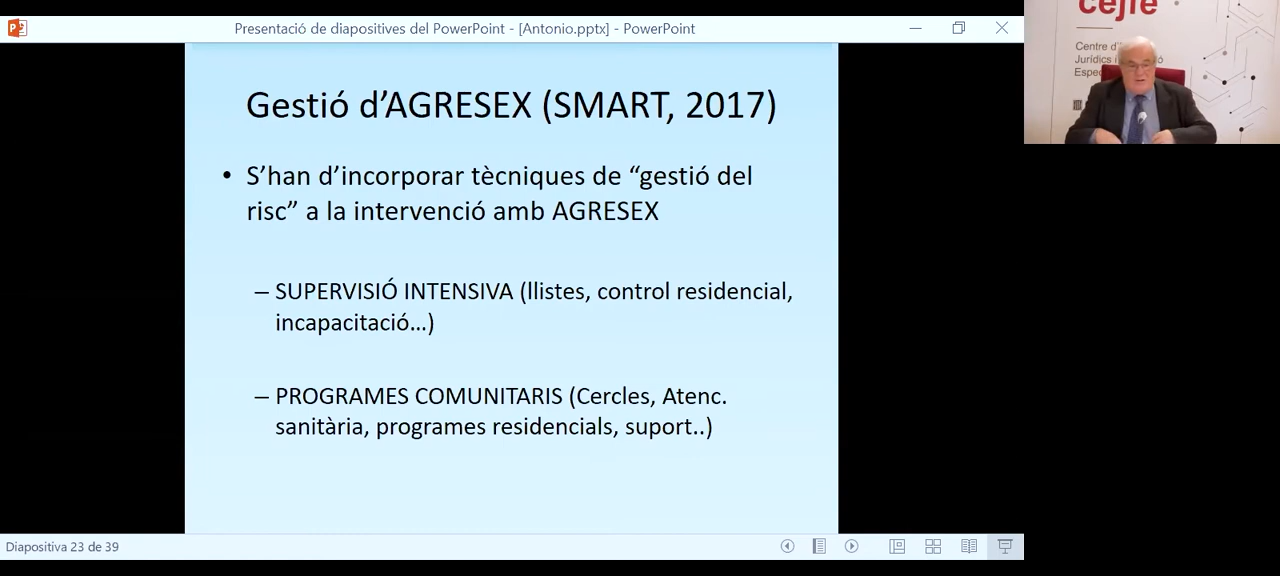 Presentació de diapositives del PowerPoint - [Antonio.pptx] - PowerPoint
cejfe
Centre d'
Jurídics i
Espec
Gestió d'AGRESEX (SMART, 2017)
• S'han d'incorporar tècniques de “gestió del
risc” a la intervenció amb AGRESEX
– SUPERVISIÓ INTENSIVA (llistes, control residencial,
incapacitació...)
– PROGRAMES COMUNITARIS (Cercles, Atenc.
sanitària, programes residencials, suport..)
Diapositiva 23 de 39